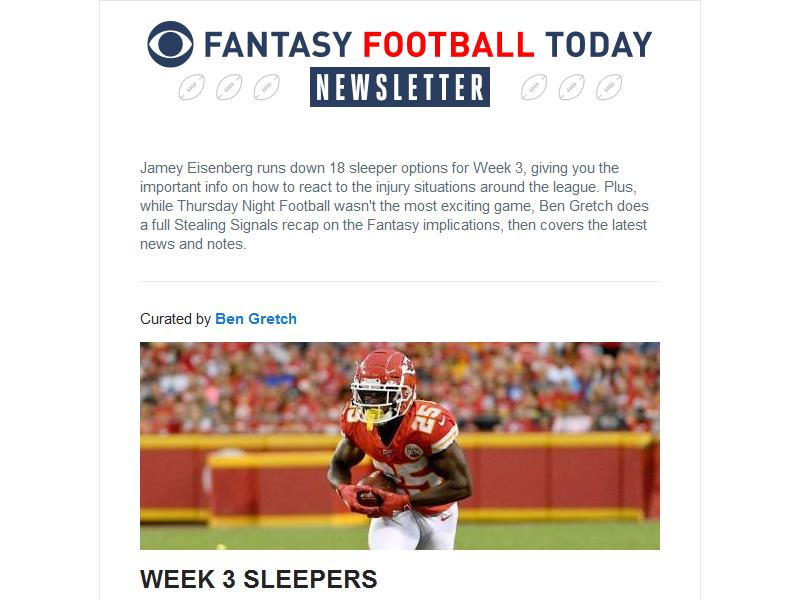 FANTASY FOOTBALL TODAY
NEWSLETTER
Jamey Eisenberg runs down 18 sleeper options for Week 3, giving you the
important info on how to react to the injury situations around the league. Plus,
while Thursday Night Football wasn't the most exciting game, Ben Gretch does
a full Stealing Signals recap on the Fantasy implications, then covers the latest
news and notes.
Curated by Ben Gretch
25
25
WEEK 3 SLEEPERS